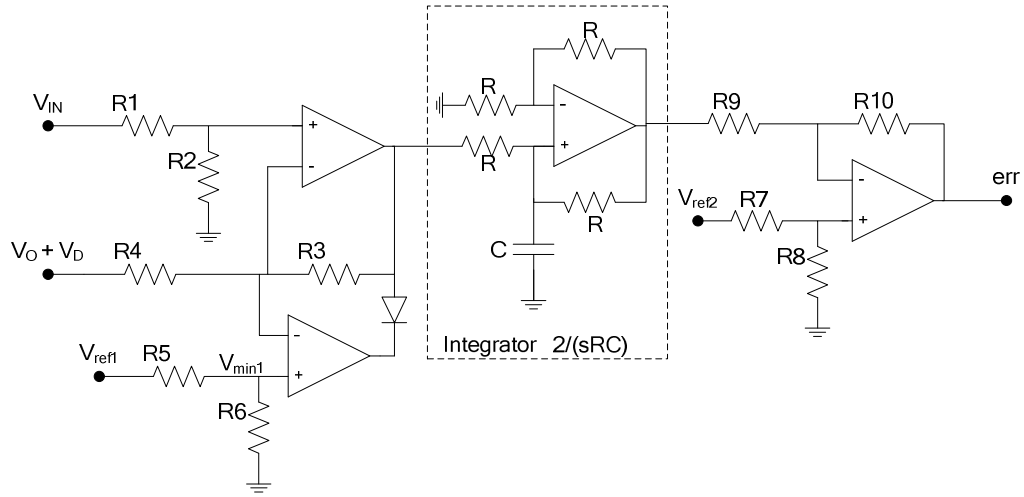 R
V_IN
R1
R
R9
R10
+
-
-
+
R2
-
R
V_ref2
R7
-
+
err
V_O + V_D
R4
R3
R
C
R8
-
+
Integrator 2/(sRC)
V_ref1
R5
V_min1
R6